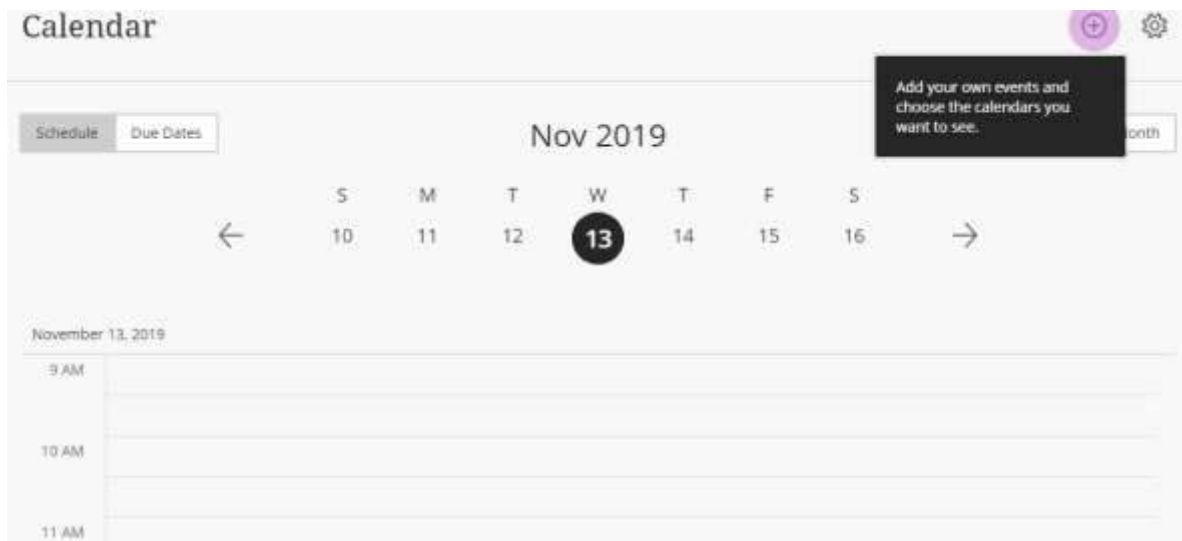 Calendar
Add your own events and
choose the calendars you
want to see.
Schedule Due Dates
Nov 2019
S M T W T F S
10 11 12 13 14 15 16
November 13, 2019
9 AM
10 AM
11 AM